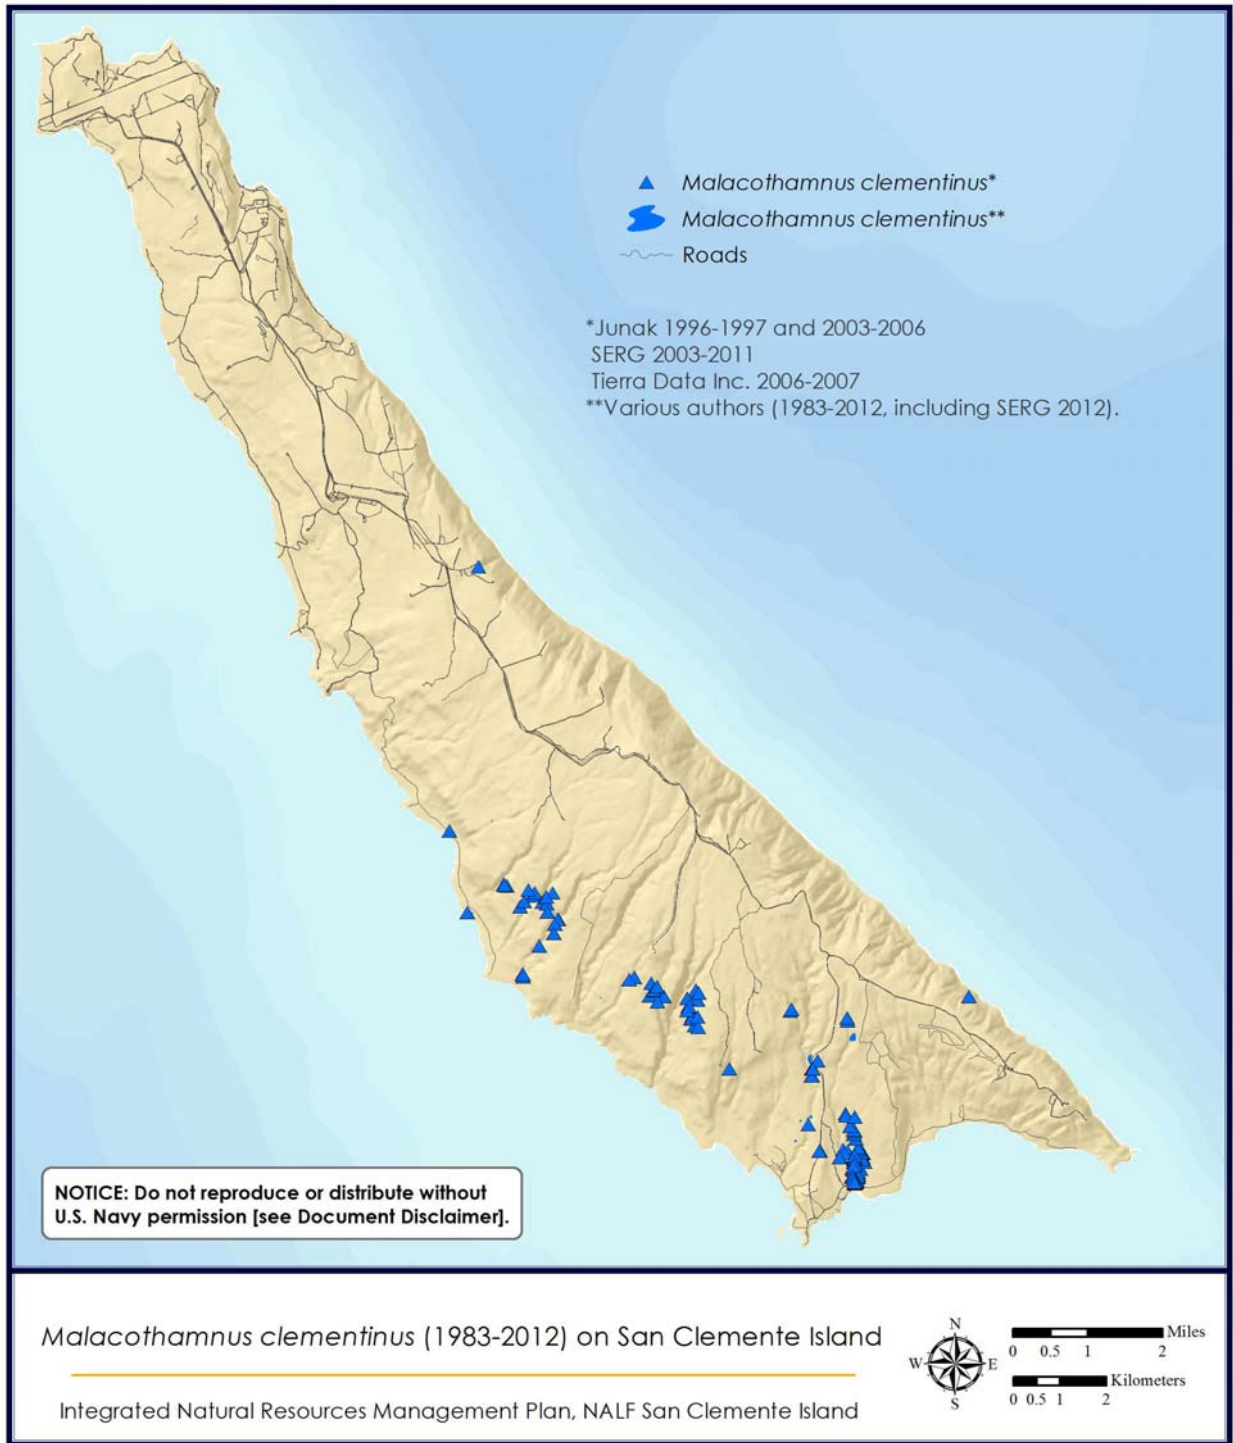 Malacothamnus clementinus*
Malacothamnus clementinus**
Roads
*Junak 1996-1997 and 2003-2006
SERG 2003-2011
Tierra Data Inc. 2006-2007
**Various authors (1983-2012, including SERG 2012).
NOTICE: Do not reproduce or distribute without
U.S. Navy permission [see Document Disclaimer].
Malacothamnus clementinus (1983-2012) on San Clemente Island
Integrated Natural Resources Management Plan, NALF San Clemente Island
N
W E
S
Miles
0 0.5 1 2
Kilometers
0 0.5 1 2